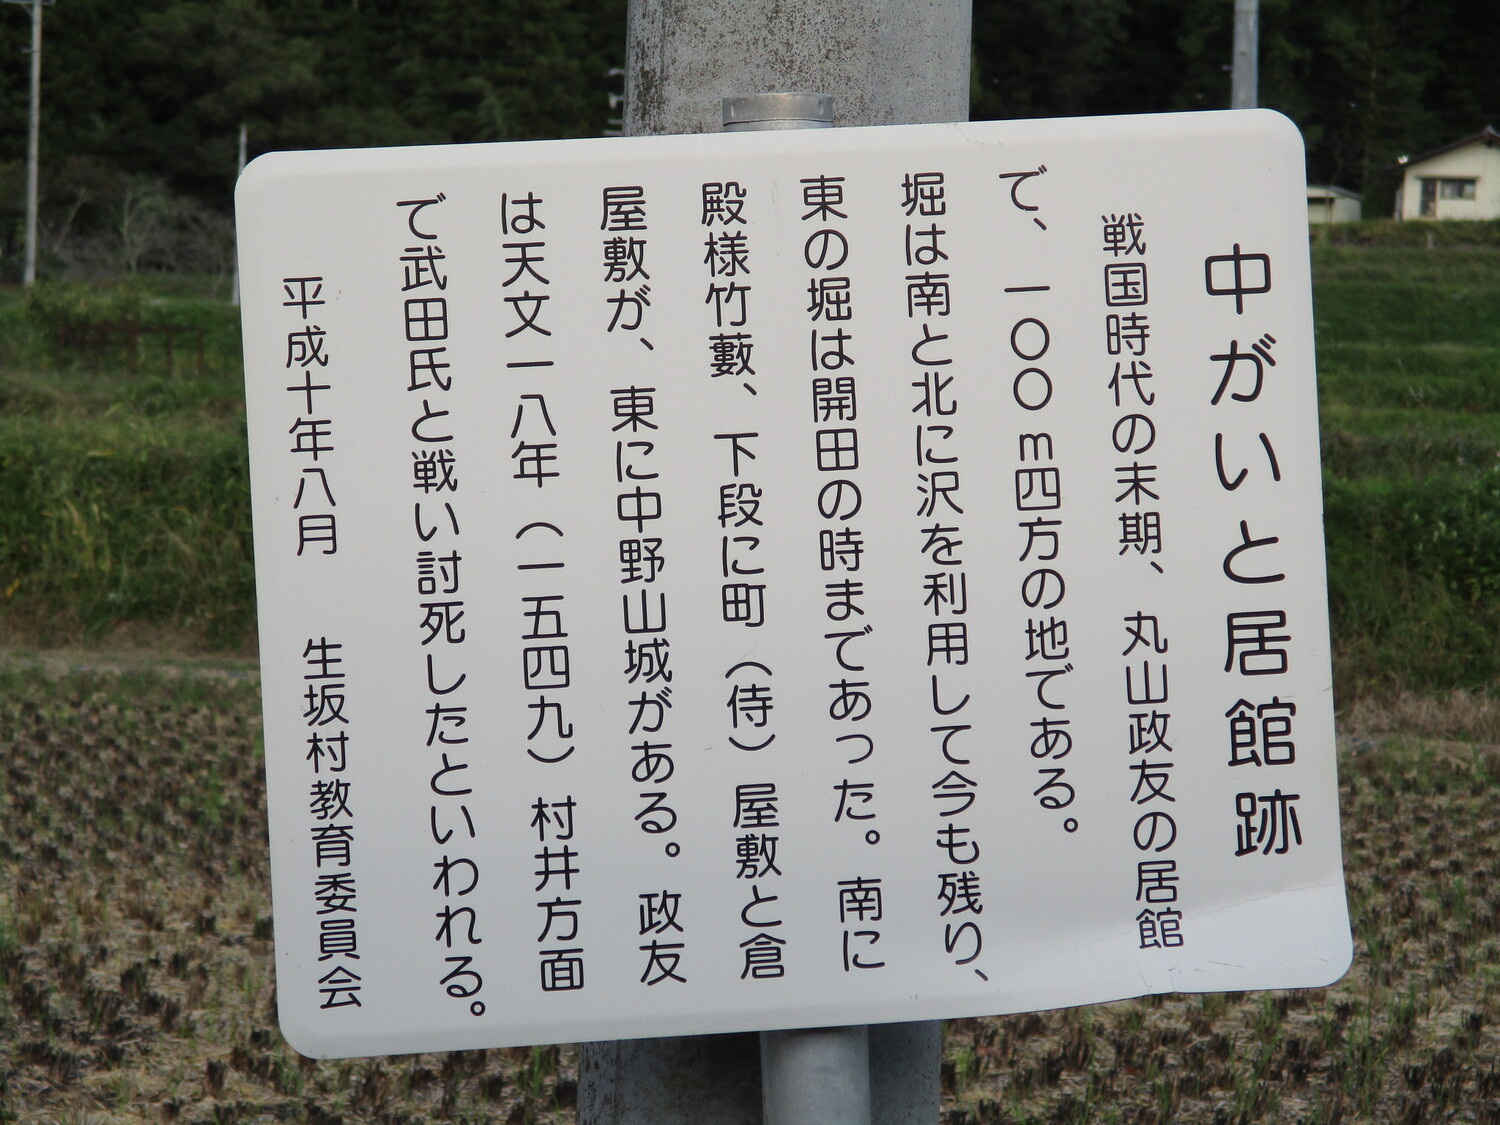 中がいと居館跡
戦国時代の末期、丸山政友の居館
で、一〇〇m四方の地である。
堀は南と北に沢を利用して今も残り、
東の堀は開田の時まであった。南に
殿様竹藪、下段に町（侍）屋敷と倉
屋敷が、東に中野山城がある。政友
は天文一八年（一五四九）村井方面
で武田氏と戦い討死したといわれる。
平成十年八月　生坂村教育委員会